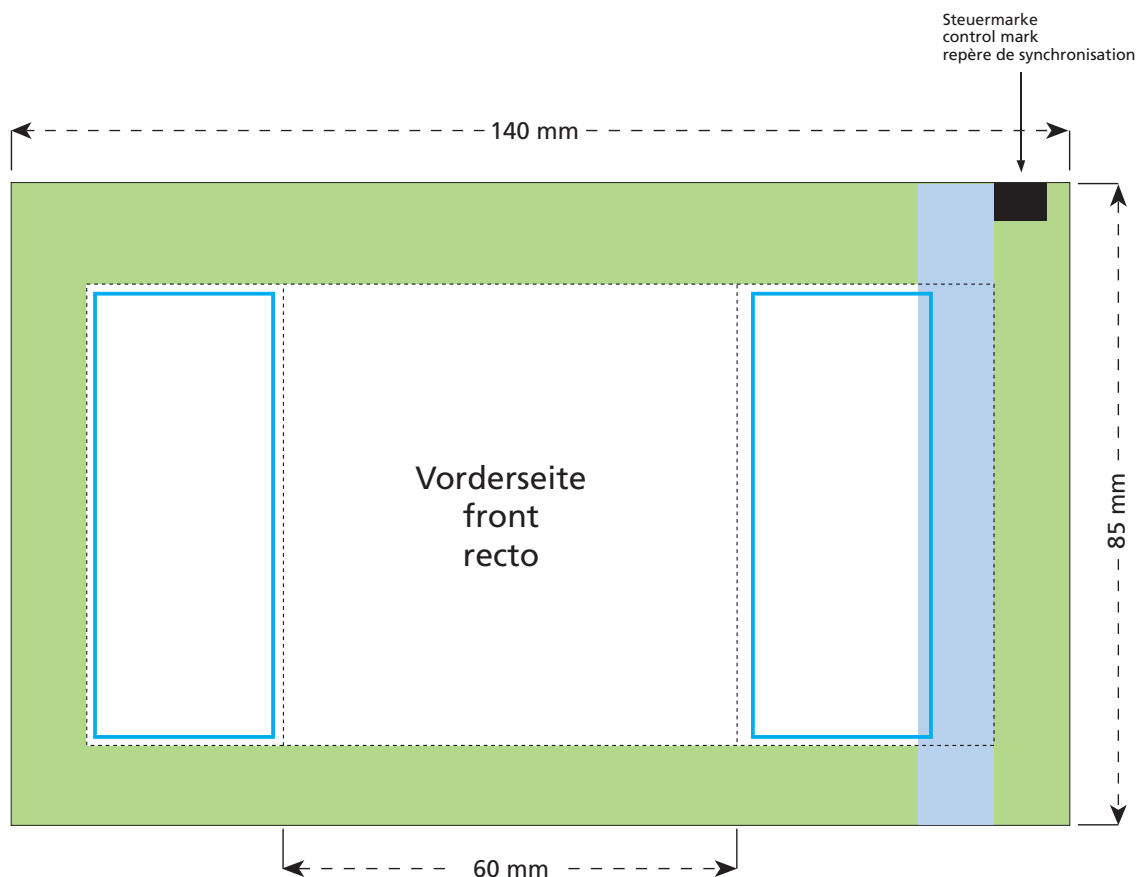 Steuermarke
control mark
repère de synchronisation
140 mm
Vorderseite
front
recto
85 mm
60 mm